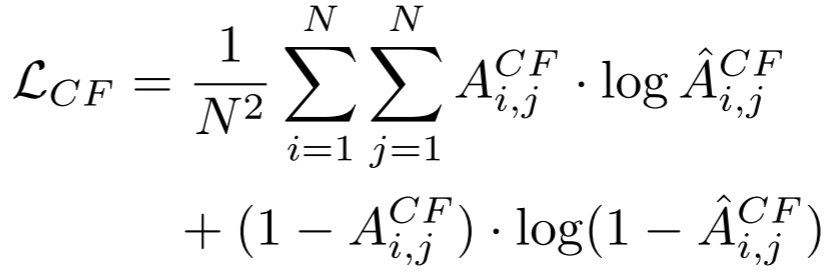 \mathcal{L}_{CF} = \frac{1}{N^2} \sum_{i=1}^{N} \sum_{j=1}^{N} A_{i,j}^{CF} \cdot \log \hat{A}_{i,j}^{CF}
+ (1 - A_{i,j}^{CF}) \cdot \log(1 - \hat{A}_{i,j}^{CF})